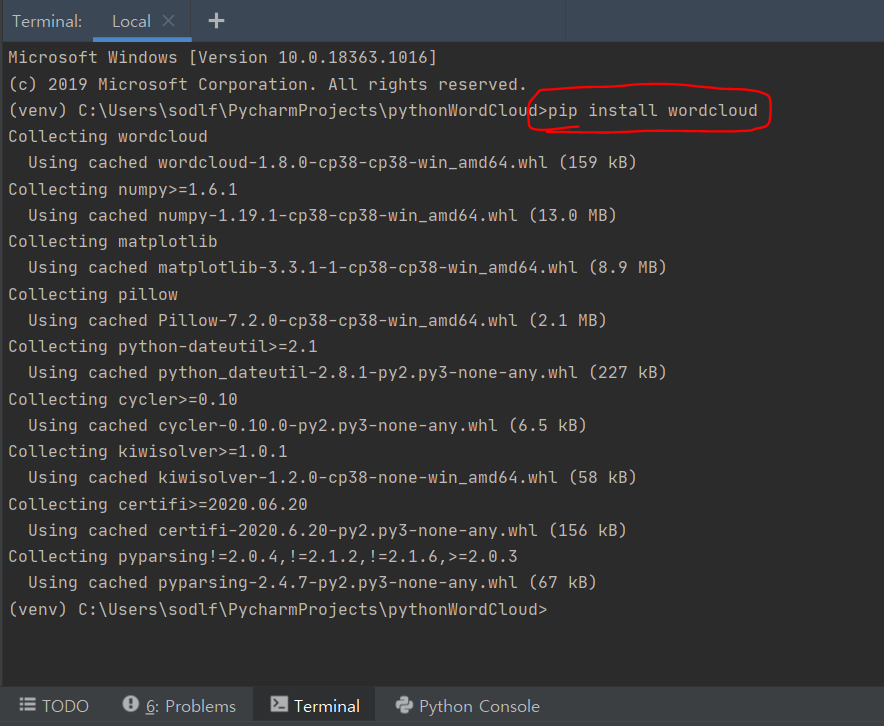 Terminal: Local × +
Microsoft Windows [Version 10.0.18363.1016]
(c) 2019 Microsoft Corporation. All rights reserved.
(venv) C:\Users\sodlf\PycharmProjects\pythonWordCloud>pip install wordcloud
Collecting wordcloud
  Using cached wordcloud-1.8.0-cp38-cp38-win_amd64.whl (159 kB)
Collecting numpy>=1.6.1
  Using cached numpy-1.19.1-cp38-cp38-win_amd64.whl (13.0 MB)
Collecting matplotlib
  Using cached matplotlib-3.3.1-1-cp38-cp38-win_amd64.whl (8.9 MB)
Collecting pillow
  Using cached Pillow-7.2.0-cp38-cp38-win_amd64.whl (2.1 MB)
Collecting python-dateutil>=2.1
  Using cached python_dateutil-2.8.1-py2.py3-none-any.whl (227 kB)
Collecting cycler>=0.10
  Using cached cycler-0.10.0-py2.py3-none-any.whl (6.5 kB)
Collecting kiwisolver>=1.0.1
  Using cached kiwisolver-1.2.0-cp38-none-win_amd64.whl (58 kB)
Collecting certifi>=2020.06.20
  Using cached certifi-2020.6.20-py2.py3-none-any.whl (156 kB)
Collecting pyparsing!=2.0.4,!=2.1.2,!=2.1.6,>=2.0.3
  Using cached pyparsing-2.4.7-py2.py3-none-any.whl (67 kB)
(venv) C:\Users\sodlf\PycharmProjects\pythonWordCloud>
TODO 6: Problems Terminal Python Console